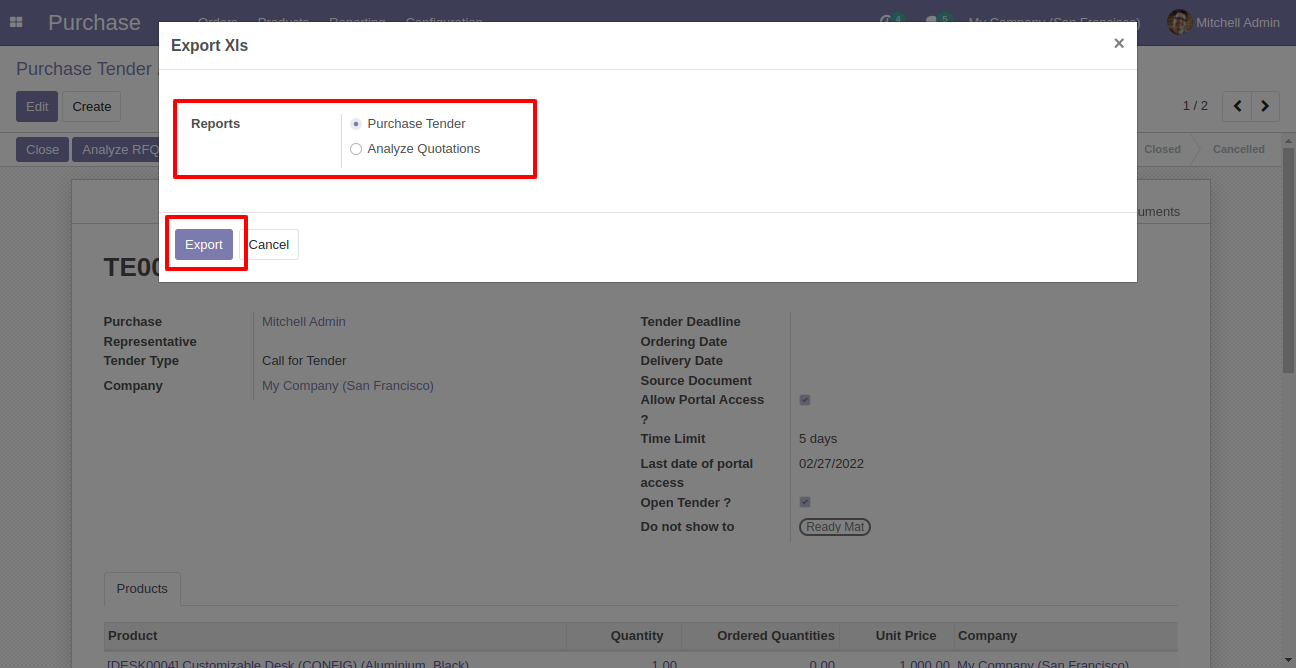 Purchase
Orders Products Reporting Configuration
4
5
My Company (San Francisco)
Mitchell Admin
Export Xls
×
Purchase Tender
Edit
Create
1 / 2
Reports
Purchase Tender
Analyze Quotations
Close
Analyze RFQ
Closed
Cancelled
uments
Export
Cancel
TE00
Purchase Representative
Mitchell Admin
Tender Type
Call for Tender
Company
My Company (San Francisco)
Tender Deadline
Ordering Date
Delivery Date
Source Document
Allow Portal Access
?
Time Limit
5 days
Last date of portal
02/27/2022
access
Open Tender ?
Do not show to
Ready Mat
Products
Product
Quantity
Ordered Quantities
Unit Price
Company
[DESK0004] Customizable Desk (CONFIG) (Aluminium, Black)
1.00
0.00
1,000.00
My Company (San Francisco)